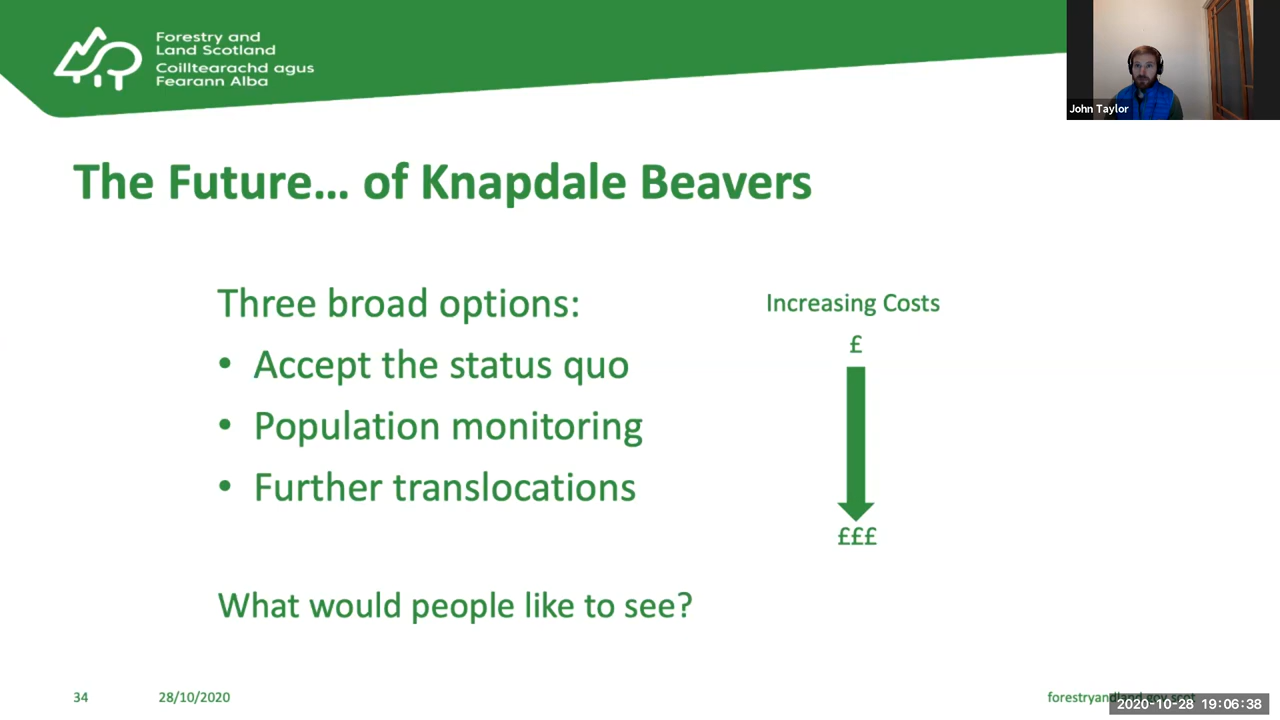 Forestry and
Land Scotland
Coilltearachd agus
Fearann Alba
John Taylor
The Future... of Knapdale Beavers
Three broad options:
• Accept the status quo
• Population monitoring
• Further translocations
Increasing Costs
£
£££
What would people like to see?
34
28/10/2020
forestryandland.gov.scot
2020-10-28 19:06:38